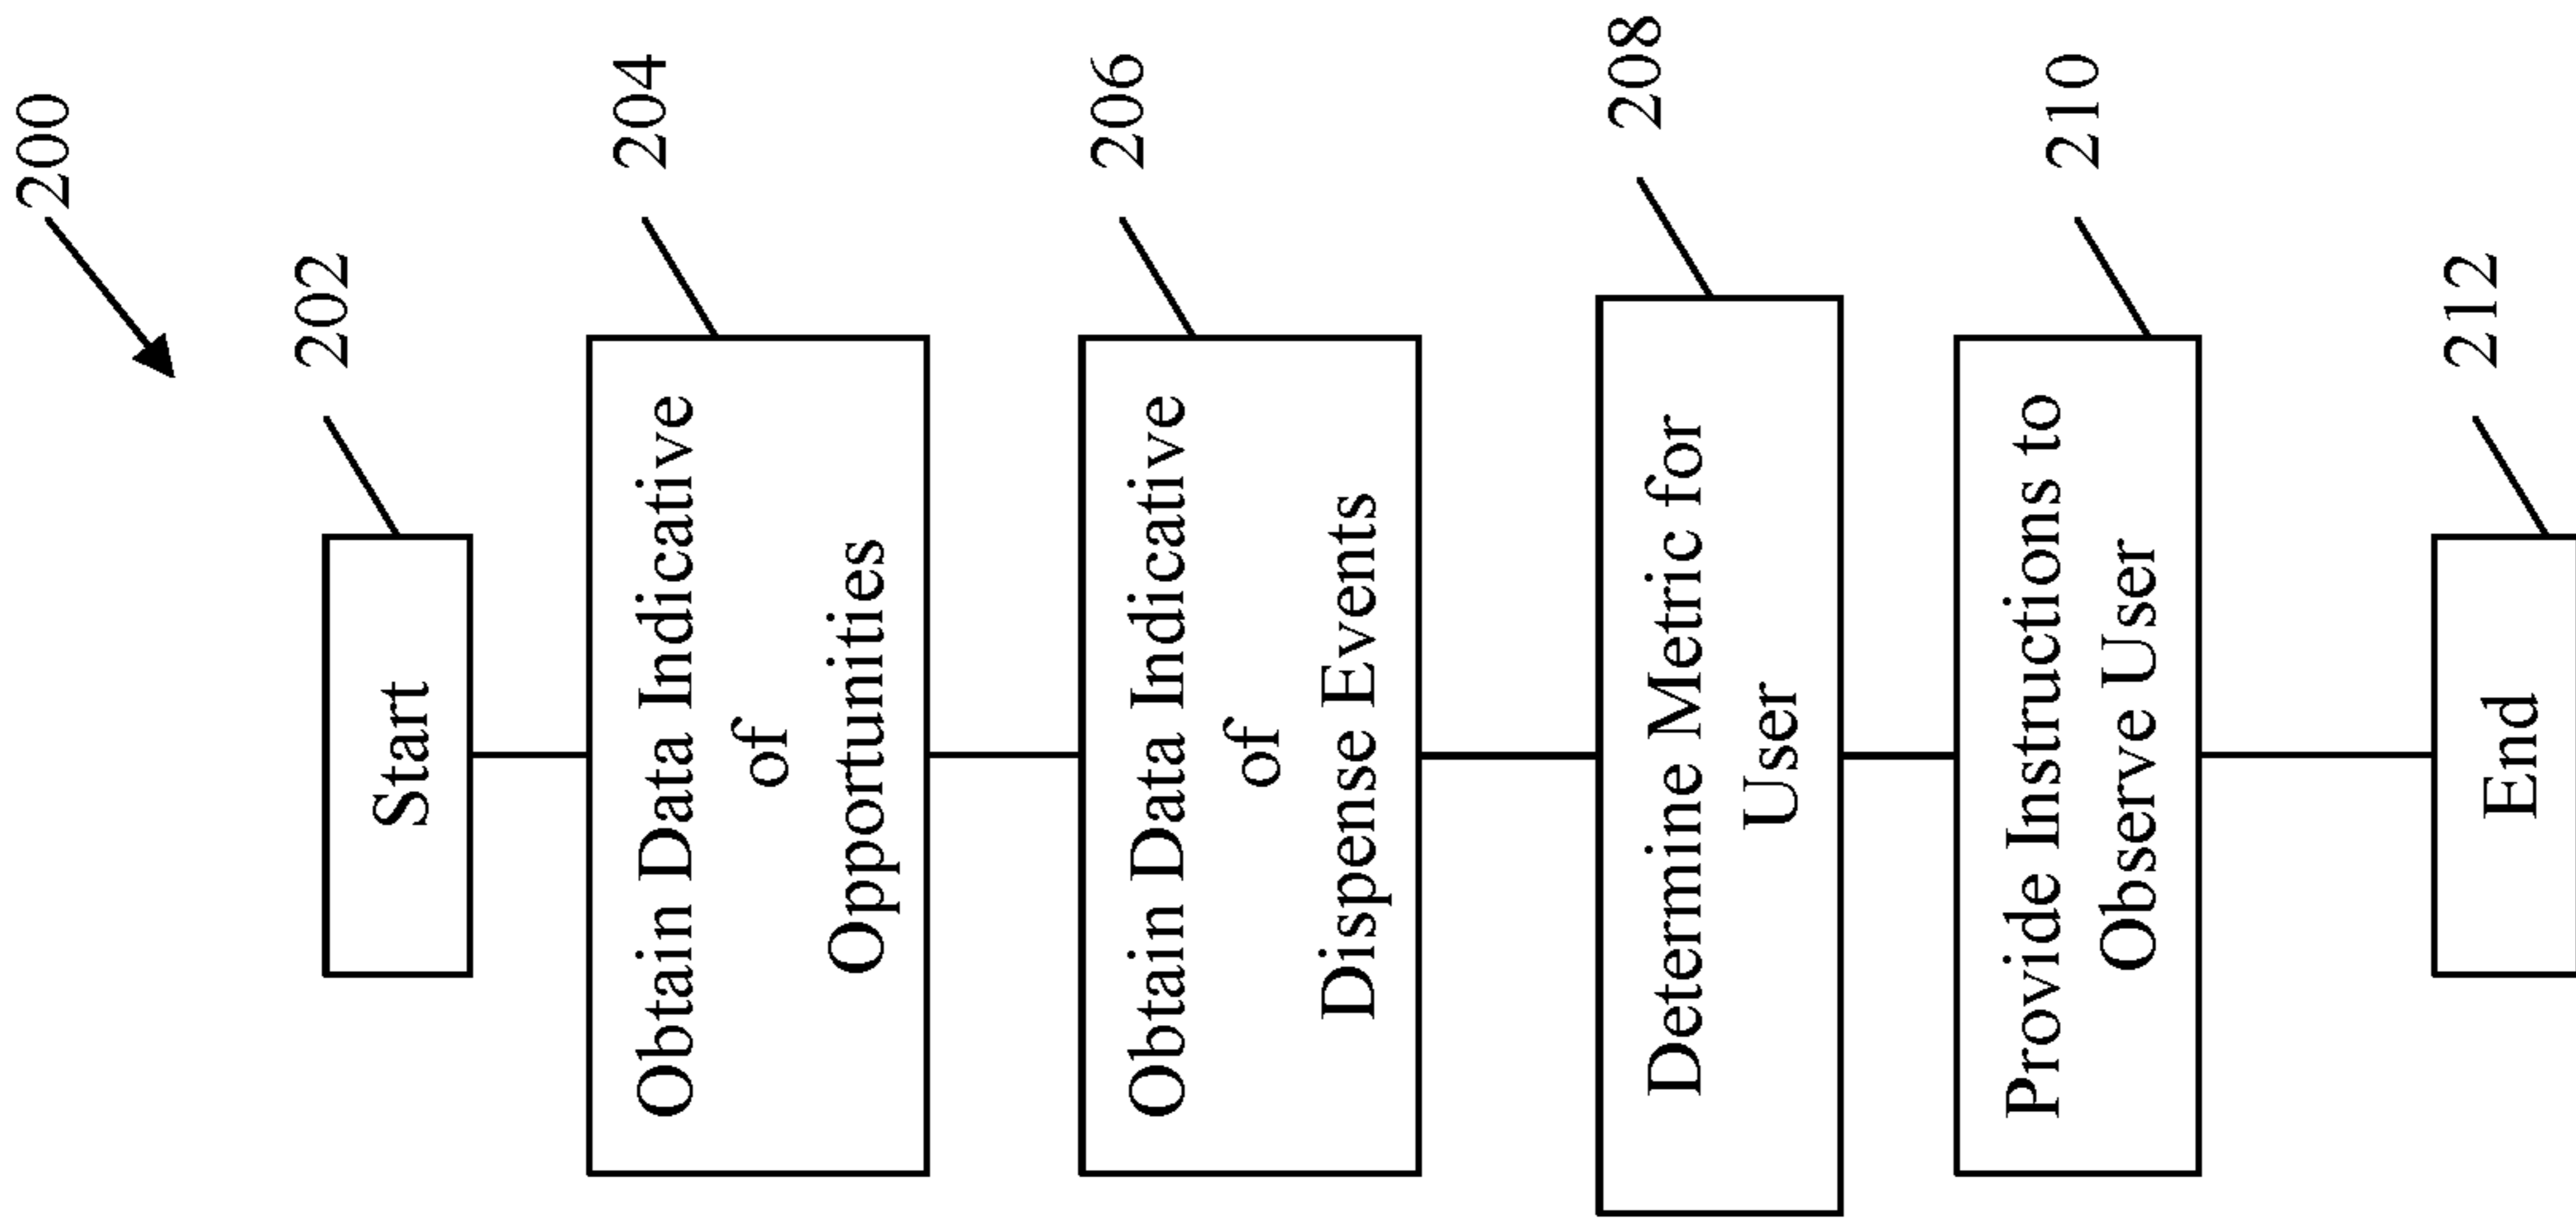 200
202
Start
204
Obtain Data Indicative
of
Opportunities
206
Obtain Data Indicative
of
Dispense Events
208
Determine Metric for
User
210
Provide Instructions to
Observe User
212
End